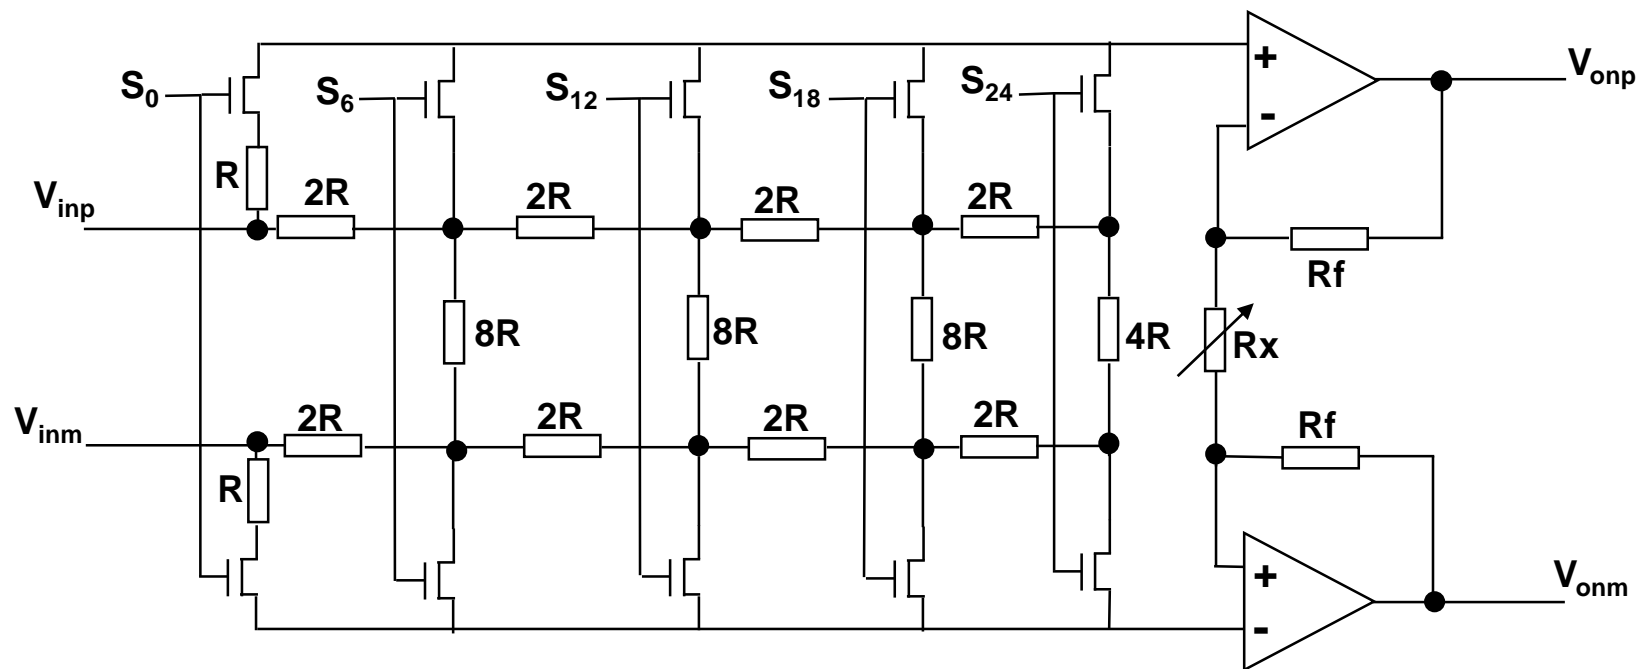 +
S₀
S₆
S₁₂
S₁₈
S₂₄
Vonp
-
R
Vinp
2R
2R
2R
2R
Rf
8R
8R
8R
4R
Rx
Vinm
2R
2R
2R
2R
Rf
R
+
Vonm
-